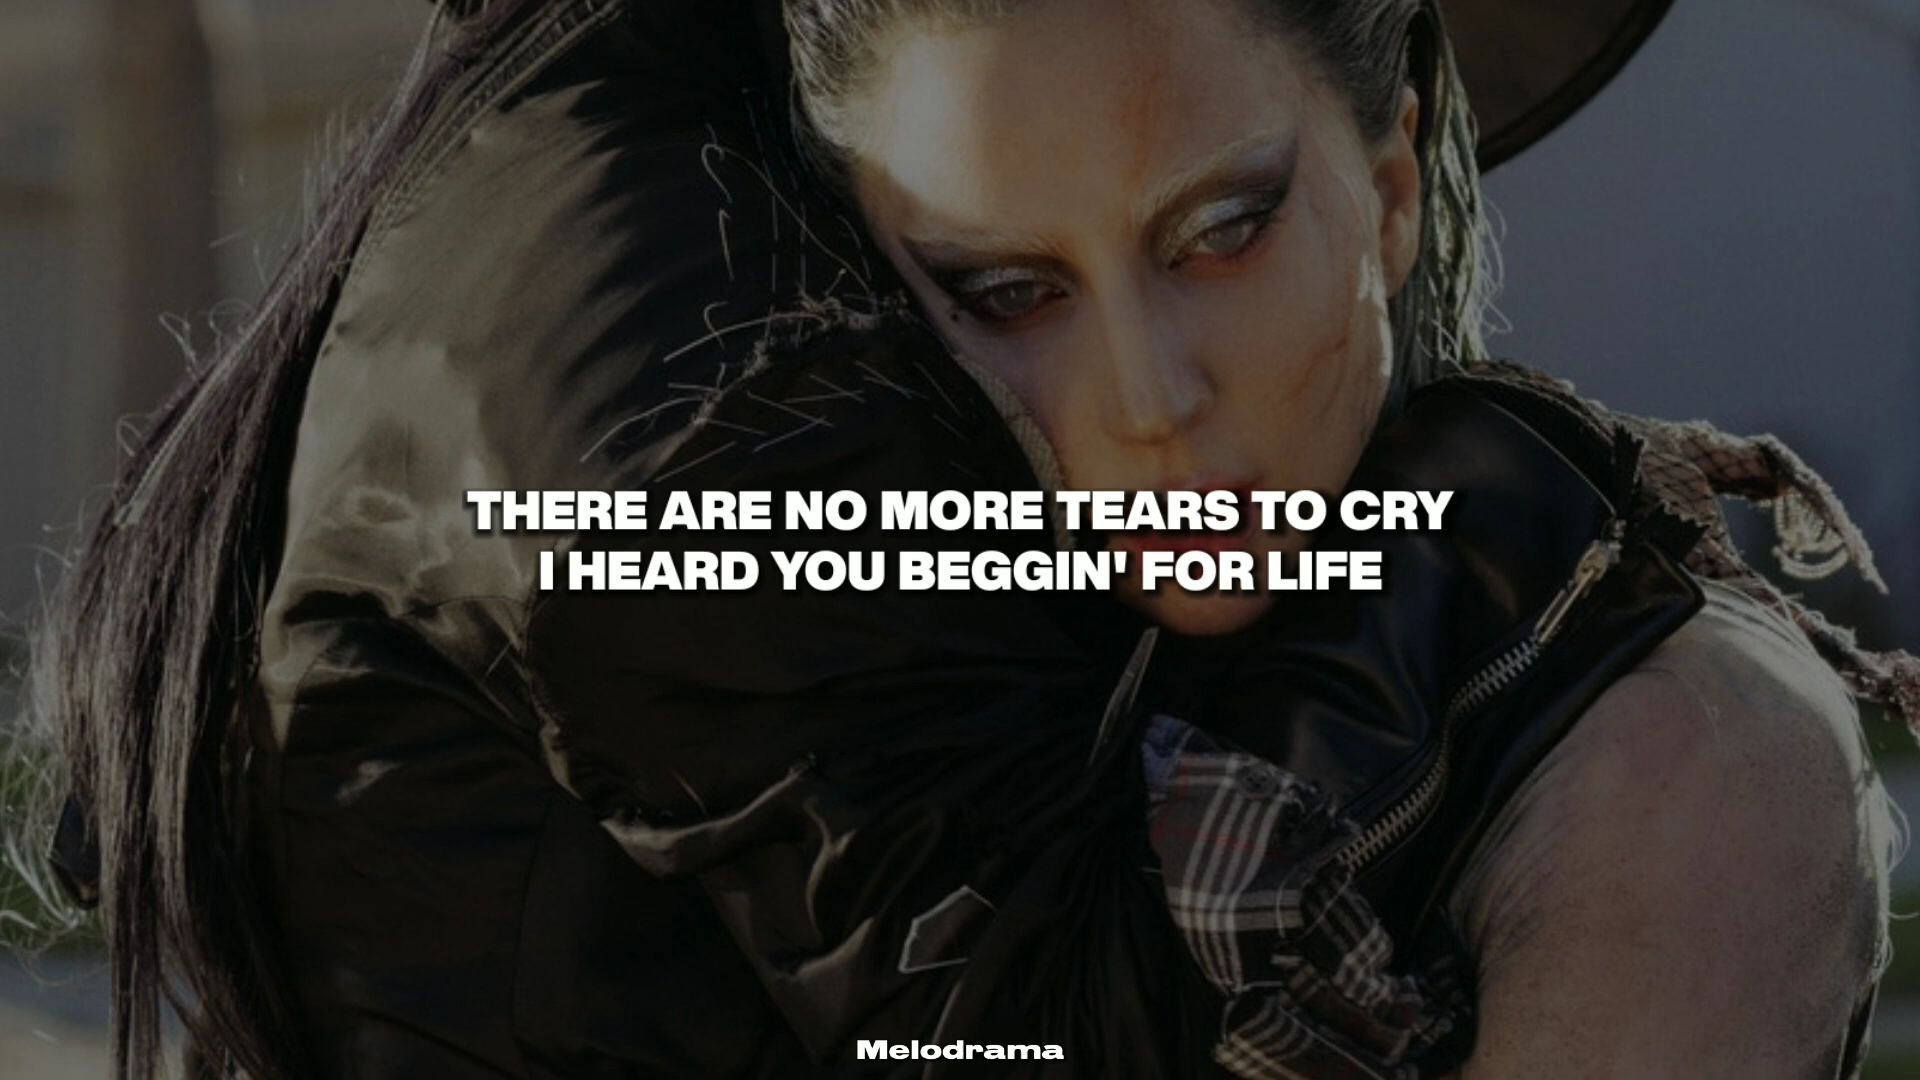 THERE ARE NO MORE TEARS TO CRY
I HEARD YOU BEGGIN' FOR LIFE
Melodrama